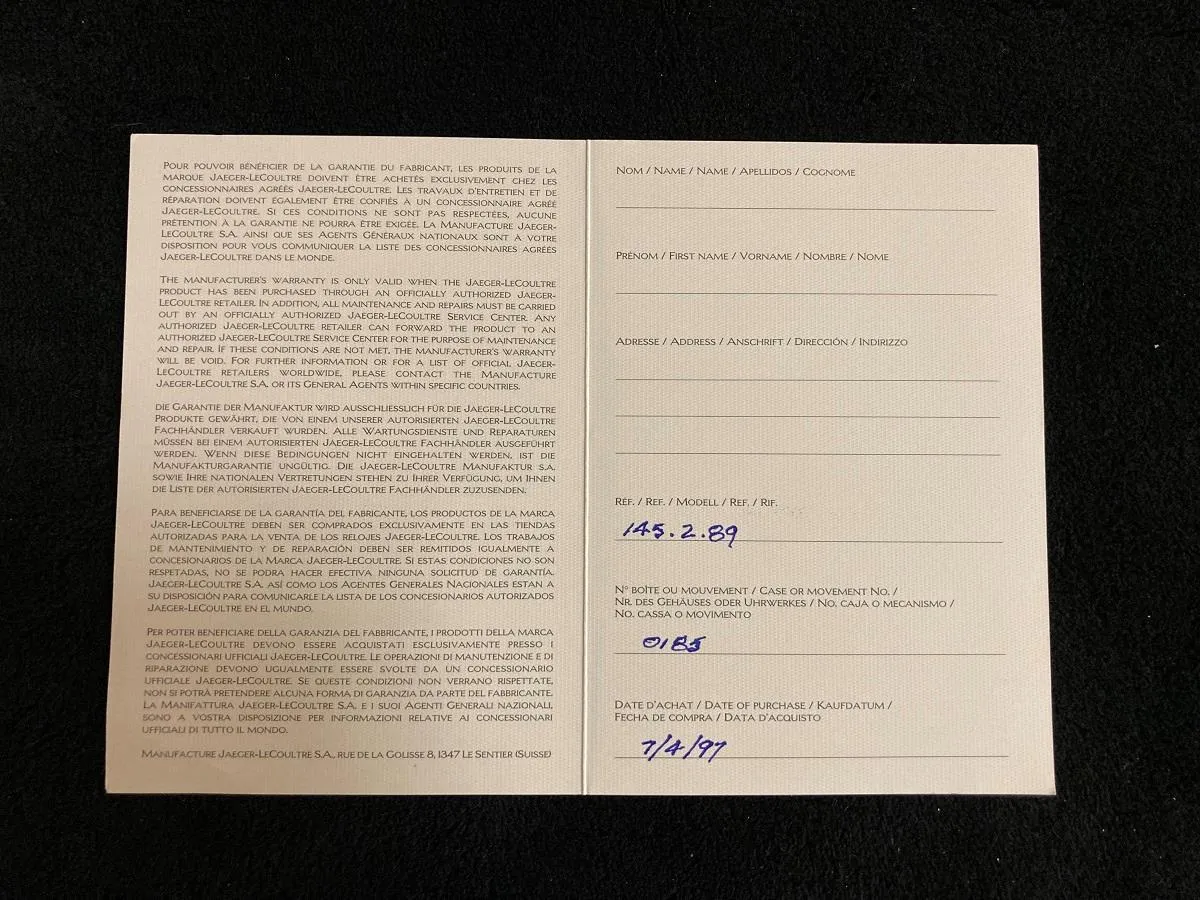 POUR POUVOIR BÉNÉFICIER DE LA GARANTIE DU FABRICANT, LES PRODUITS DE LA
MARQUE JAEGER-LECOULTRE DOIVENT ÊTRE ACHETÉS EXCLUSIVEMENT CHEZ LES
CONCESSIONNAIRES AGRÉÉS JAEGER-LECOULTRE. LES TRAVAUX D'ENTRETIEN ET DE
RÉPARATION DOIVENT ÉGALEMENT ÊTRE CONFIÉS À UN CONCESSIONNAIRE AGRÉÉ
JAEGER-LECOULTRE. SI CES CONDITIONS NE SONT PAS RESPECTÉES, AUCUNE
PRÉTENTION À LA GARANTIE NE POURRA ÊTRE EXIGÉE. LA MANUFACTURE JAEGER-
LECOULTRE S.A. AINSI QUE SES AGENTS GÉNÉRAUX NATIONAUX SONT À VOTRE
DISPOSITION POUR VOUS COMMUNIQUER LA LISTE DES CONCESSIONNAIRES AGRÉÉS
JAEGER-LECOULTRE DANS LE MONDE.
THE MANUFACTURER'S WARRANTY IS ONLY VALID WHEN THE JAEGER-LECOULTRE
PRODUCT HAS BEEN PURCHASED THROUGH AN OFFICIALLY AUTHORIZED JAEGER-
LECOULTRE RETAILER. IN ADDITION, ALL MAINTENANCE AND REPAIRS MUST BE CARRIED
OUT BY AN OFFICIALLY AUTHORIZED JAEGER-LECOULTRE SERVICE CENTER. ANY
AUTHORIZED JAEGER-LECOULTRE RETAILER CAN FORWARD THE PRODUCT TO AN
AUTHORIZED JAEGER-LECOULTRE SERVICE CENTER FOR THE PURPOSE OF MAINTENANCE
AND REPAIR. IF THESE CONDITIONS ARE NOT MET, THE MANUFACTURER'S WARRANTY
WILL BE VOID. FOR FURTHER INFORMATION OR FOR A LIST OF OFFICIAL JAEGER-
LECOULTRE RETAILERS WORLDWIDE, PLEASE CONTACT THE MANUFACTURE
JAEGER-LECOULTRE S.A. OR ITS GENERAL AGENTS WITHIN SPECIFIC COUNTRIES.
DIE GARANTIE DER MANUFAKTUR WIRD AUSSCHLIESSLICH FÜR DIE JAEGER-LECOULTRE
PRODUKTE GEWÄHRT, DIE VON EINEM UNSERER AUTORISIERTEN JAEGER-LECOULTRE
FACHHÄNDLER VERKAUFT WURDEN. ALLE WARTUNGSDIENSTE UND REPARATUREN
MÜSSEN BEI EINEM AUTORISIERTEN JAEGER-LECOULTRE FACHHÄNDLER AUSGEFÜHRT
WERDEN. WENN DIESE BEDINGUNGEN NICHT EINGEHALTEN WERDEN, IST DIE
MANUFAKTURGARANTIE UNGÜLTIG. DIE JAEGER-LECOULTRE MANUFAKTUR S.A.
SOWIE IHRE NATIONALEN VERTRETUNGEN STEHEN ZU IHRER VERFÜGUNG, UM IHNEN
DIE LISTE DER AUTORISIERTEN JAEGER-LECOULTRE FACHHÄNDLER ZUZUSENDEN.
PARA BENEFICIARSE DE LA GARANTÍA DEL FABRICANTE, LOS PRODUCTOS DE LA MARCA
JAEGER-LECOULTRE DEBEN SER COMPRADOS EXCLUSIVAMENTE EN LAS TIENDAS
AUTORIZADAS PARA LA VENTA DE LOS RELOJES JAEGER-LECOULTRE. LOS TRABAJOS
DE MANTENIMIENTO Y DE REPARACIÓN DEBEN SER REMITIDOS IGUALMENTE A
CONCESIONARIOS DE LA MARCA JAEGER-LECOULTRE. SI ESTAS CONDICIONES NO SON
RESPETADAS, NO SE PODRA HACER EFECTIVA NINGUNA SOLICITUD DE GARANTÍA.
JAEGER-LECOULTRE S.A. ASÍ COMO LOS AGENTES GENERALES NACIONALES ESTAN A
SU DISPOSICIÓN PARA COMUNICARLE LA LISTA DE LOS CONCESIONARIOS AUTORIZADOS
JAEGER-LECOULTRE EN EL MUNDO.
PER POTER BENEFICIARE DELLA GARANZIA DEL FABBRICANTE, I PRODOTTI DELLA MARCA
JAEGER-LECOULTRE DEVONO ESSERE ACQUISTATI ESCLUSIVAMENTE PRESSO I
CONCESSIONARI UFFICIALI JAEGER-LECOULTRE. LE OPERAZIONI DI MANUTENZIONE E DI
RIPARAZIONE DEVONO UGUALMENTE ESSERE SVOLTE DA UN CONCESSIONARIO
UFFICIALE JAEGER-LECOULTRE. SE QUESTE CONDIZIONI NON VERRANO RISPETTATE,
NON SI POTRÀ PRETENDERE ALCUNA FORMA DI GARANZIA DA PARTE DEL FABBRICANTE.
LA MANIFATTURA JAEGER-LECOULTRE S.A. E I SUOI AGENTI GENERALI NAZIONALI,
SONO A VOSTRA DISPOSIZIONE PER INFORMAZIONI RELATIVE AI CONCESSIONARI
UFFICIALI DI TUTTO IL MONDO.
MANUFACTURE JAEGER-LECOULTRE S.A., RUE DE LA GOLISSE 8, 1347 LE SENTIER (SUISSE)
NOM / NAME / NAME / APELLIDOS / COGNOME
PRÉNOM / FIRST NAME / VORNAME / NOMBRE / NOME
ADRESSE / ADDRESS / ANSCHRIFT / DIRECCIÓN / INDIRIZZO
RÉF. / REF. / MODELL / REF. / RIF.
145.2.89
N° BOÎTE OU MOUVEMENT / CASE OR MOVEMENT NO. /
NR. DES GEHÄUSES ODER UHRWERKES / NO. CAJA O MECANISMO /
NO. CASSA O MOVIMENTO
0185
DATE D'ACHAT / DATE OF PURCHASE / KAUFDATUM /
FECHA DE COMPRA / DATA D'ACQUISTO
7/4/97